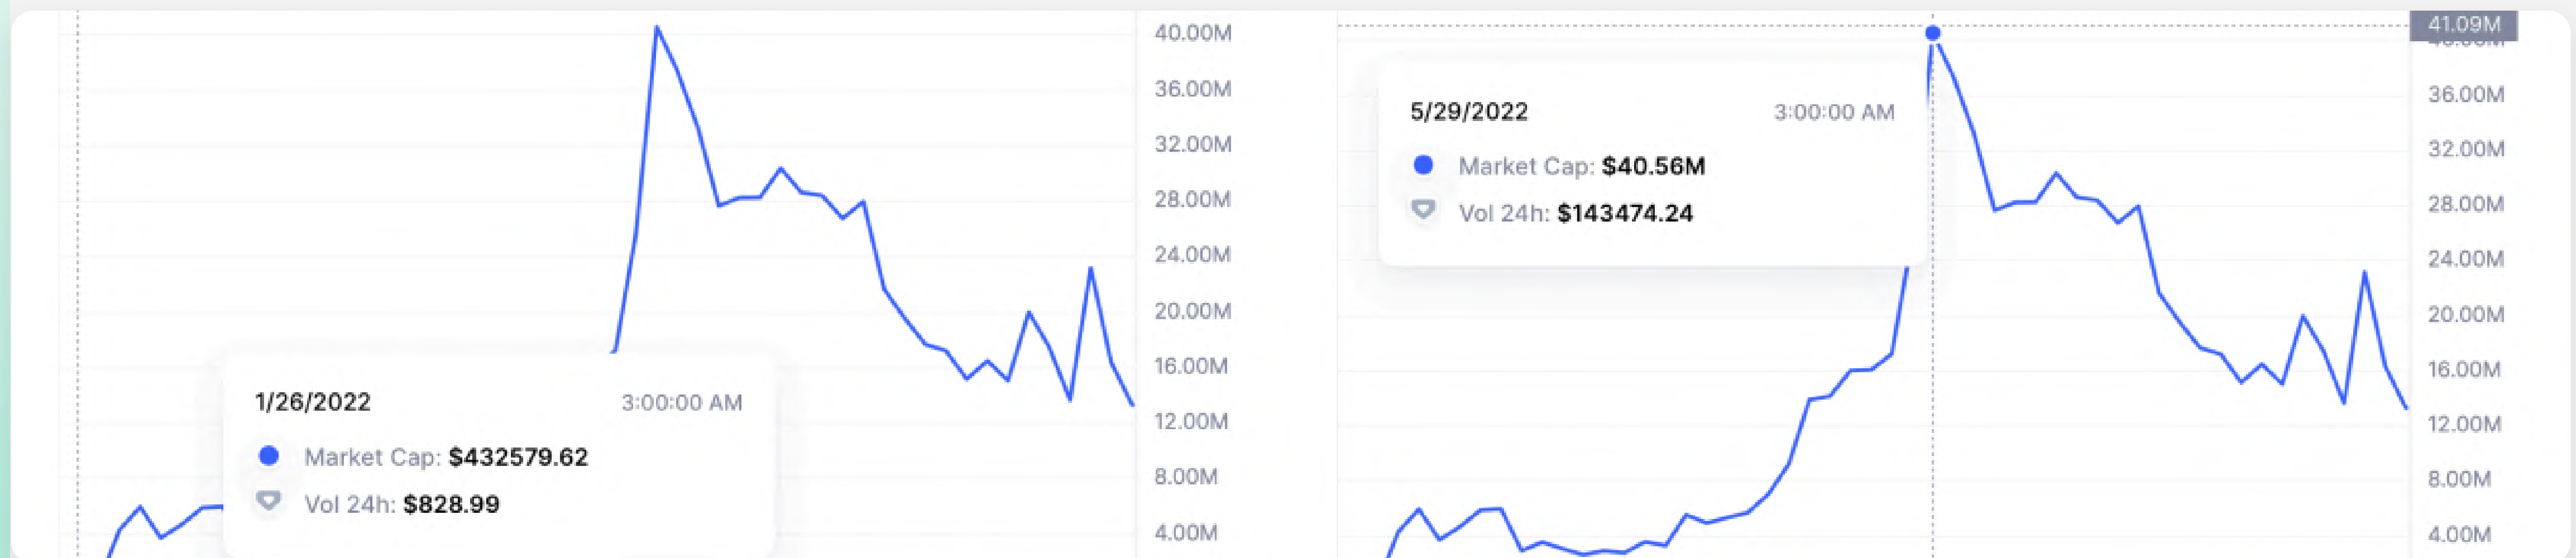 40.00M
36.00M
32.00M
28.00M
24.00M
20.00M
16.00M
12.00M
8.00M
4.00M
1/26/2022 3:00:00 AM
Market Cap: $432579.62
Vol 24h: $828.99
41.09M
40.00M
36.00M
32.00M
28.00M
24.00M
20.00M
16.00M
12.00M
8.00M
4.00M
5/29/2022 3:00:00 AM
Market Cap: $40.56M
Vol 24h: $143474.24